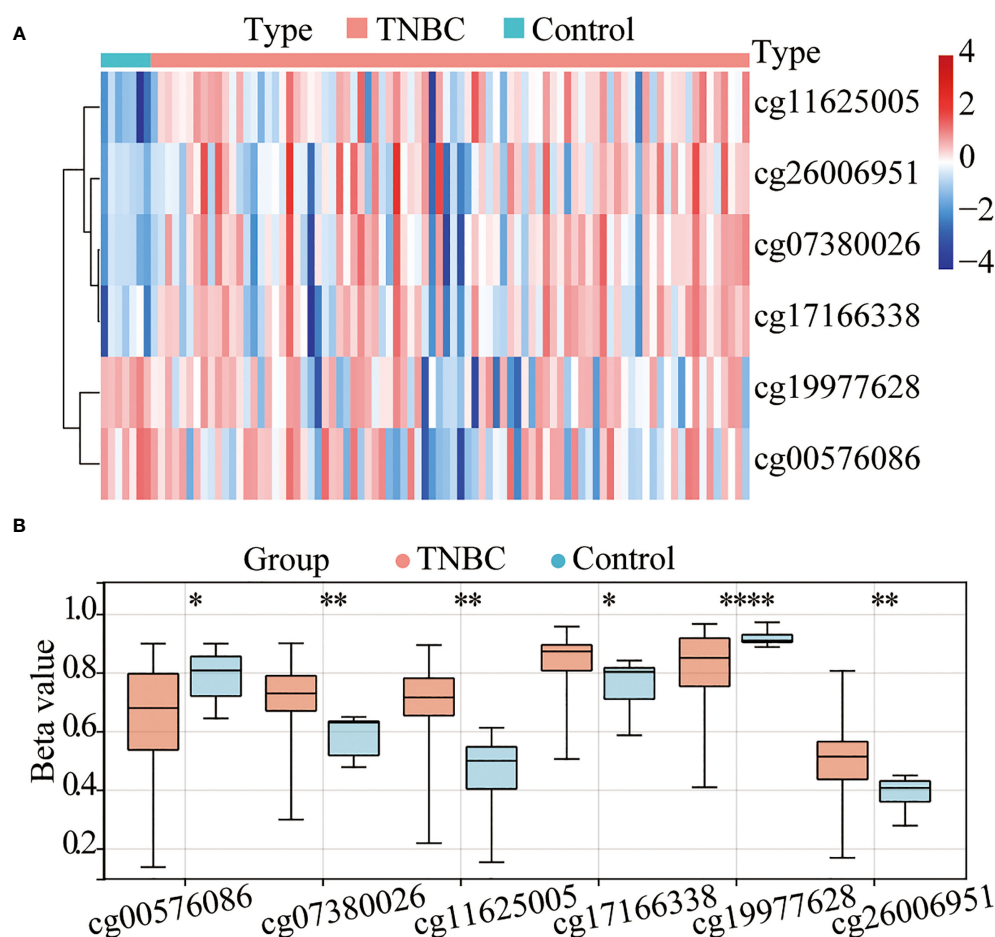 A
Type TNBC Control
Type
cg11625005
cg26006951
cg07380026
cg17166338
cg19977628
cg00576086
4
2
0
−2
−4
B
Group TNBC Control
* ** ** * **** **
Beta value
1.0
0.8
0.6
0.4
0.2
cg00576086 cg07380026 cg11625005 cg17166338 cg19977628 cg26006951